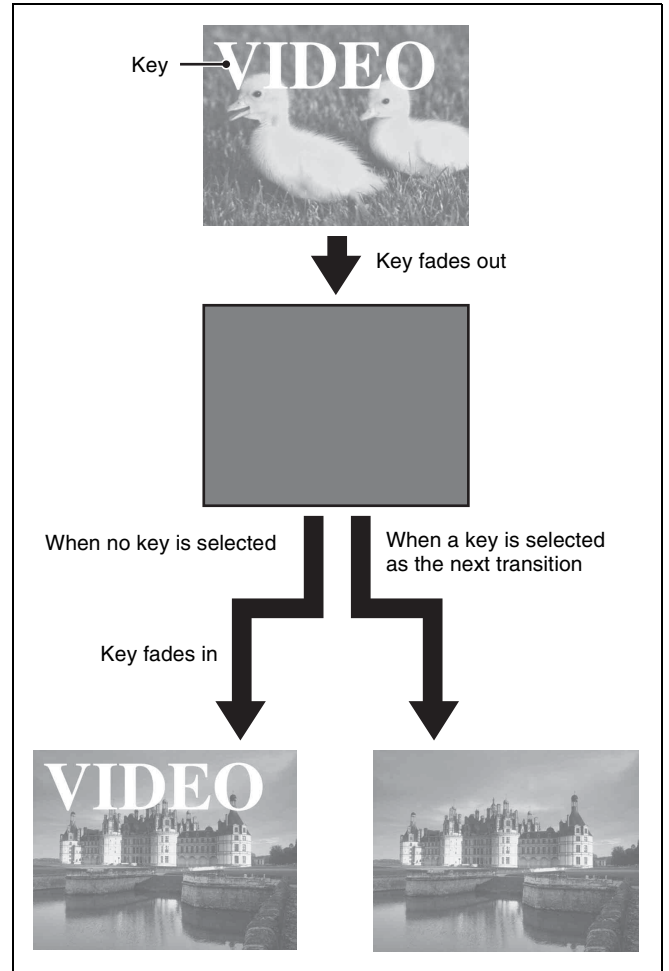 VIDEO
Key
Key fades out
When no key is selected
When a key is selected
as the next transition
Key fades in
VIDEO